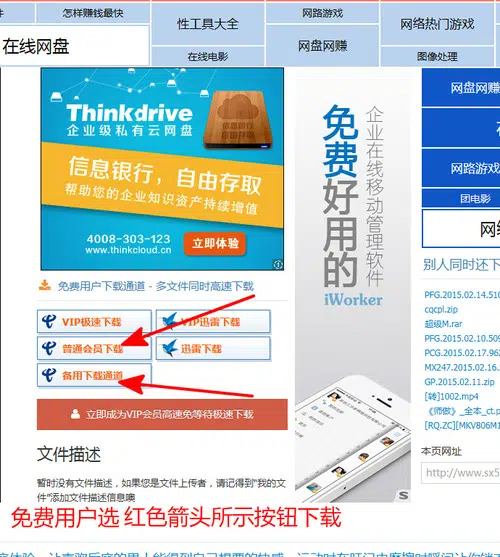 件
怎样赚钱最快
性工具大全
网路游戏
网络热门游戏
在线网盘
在线电影
网盘网赚
图像处理
Thinkdrive
企业级私有云网盘
信息银行，自由存取
帮助您的企业知识资产持续增值
4008-303-123
www.thinkcloud.cn
立即体验
免费好用的
企业在线移动管理软件
iWorker
网盘网赚
网路游戏
团电影
网络
别人同时还下
免费用户下载通道 - 多文件同时高速下载
VIP极速下载
VIP迅雷下载
普通会员下载
迅雷下载
备用下载通道
立即成为VIP会员高速免等待极速下载
PFG.2015.02.14.510
cqcpl.zip
超级M.rar
PFC.2015.02.10.509
PCG.2015.02.17.962
MX247.2015.02.16.
GP.2015.02.11.zip
[转]1002.mp4
《师傲》_全本_ct.p
[RQ.ZC][MKV806M1
本页网址
http://www.sx5
文件描述
暂时没有文件描述，如果您是文件上传者，请记得到"我的文
件"添加文件描述信息噢
免费用户选 红色箭头所示按钮下载